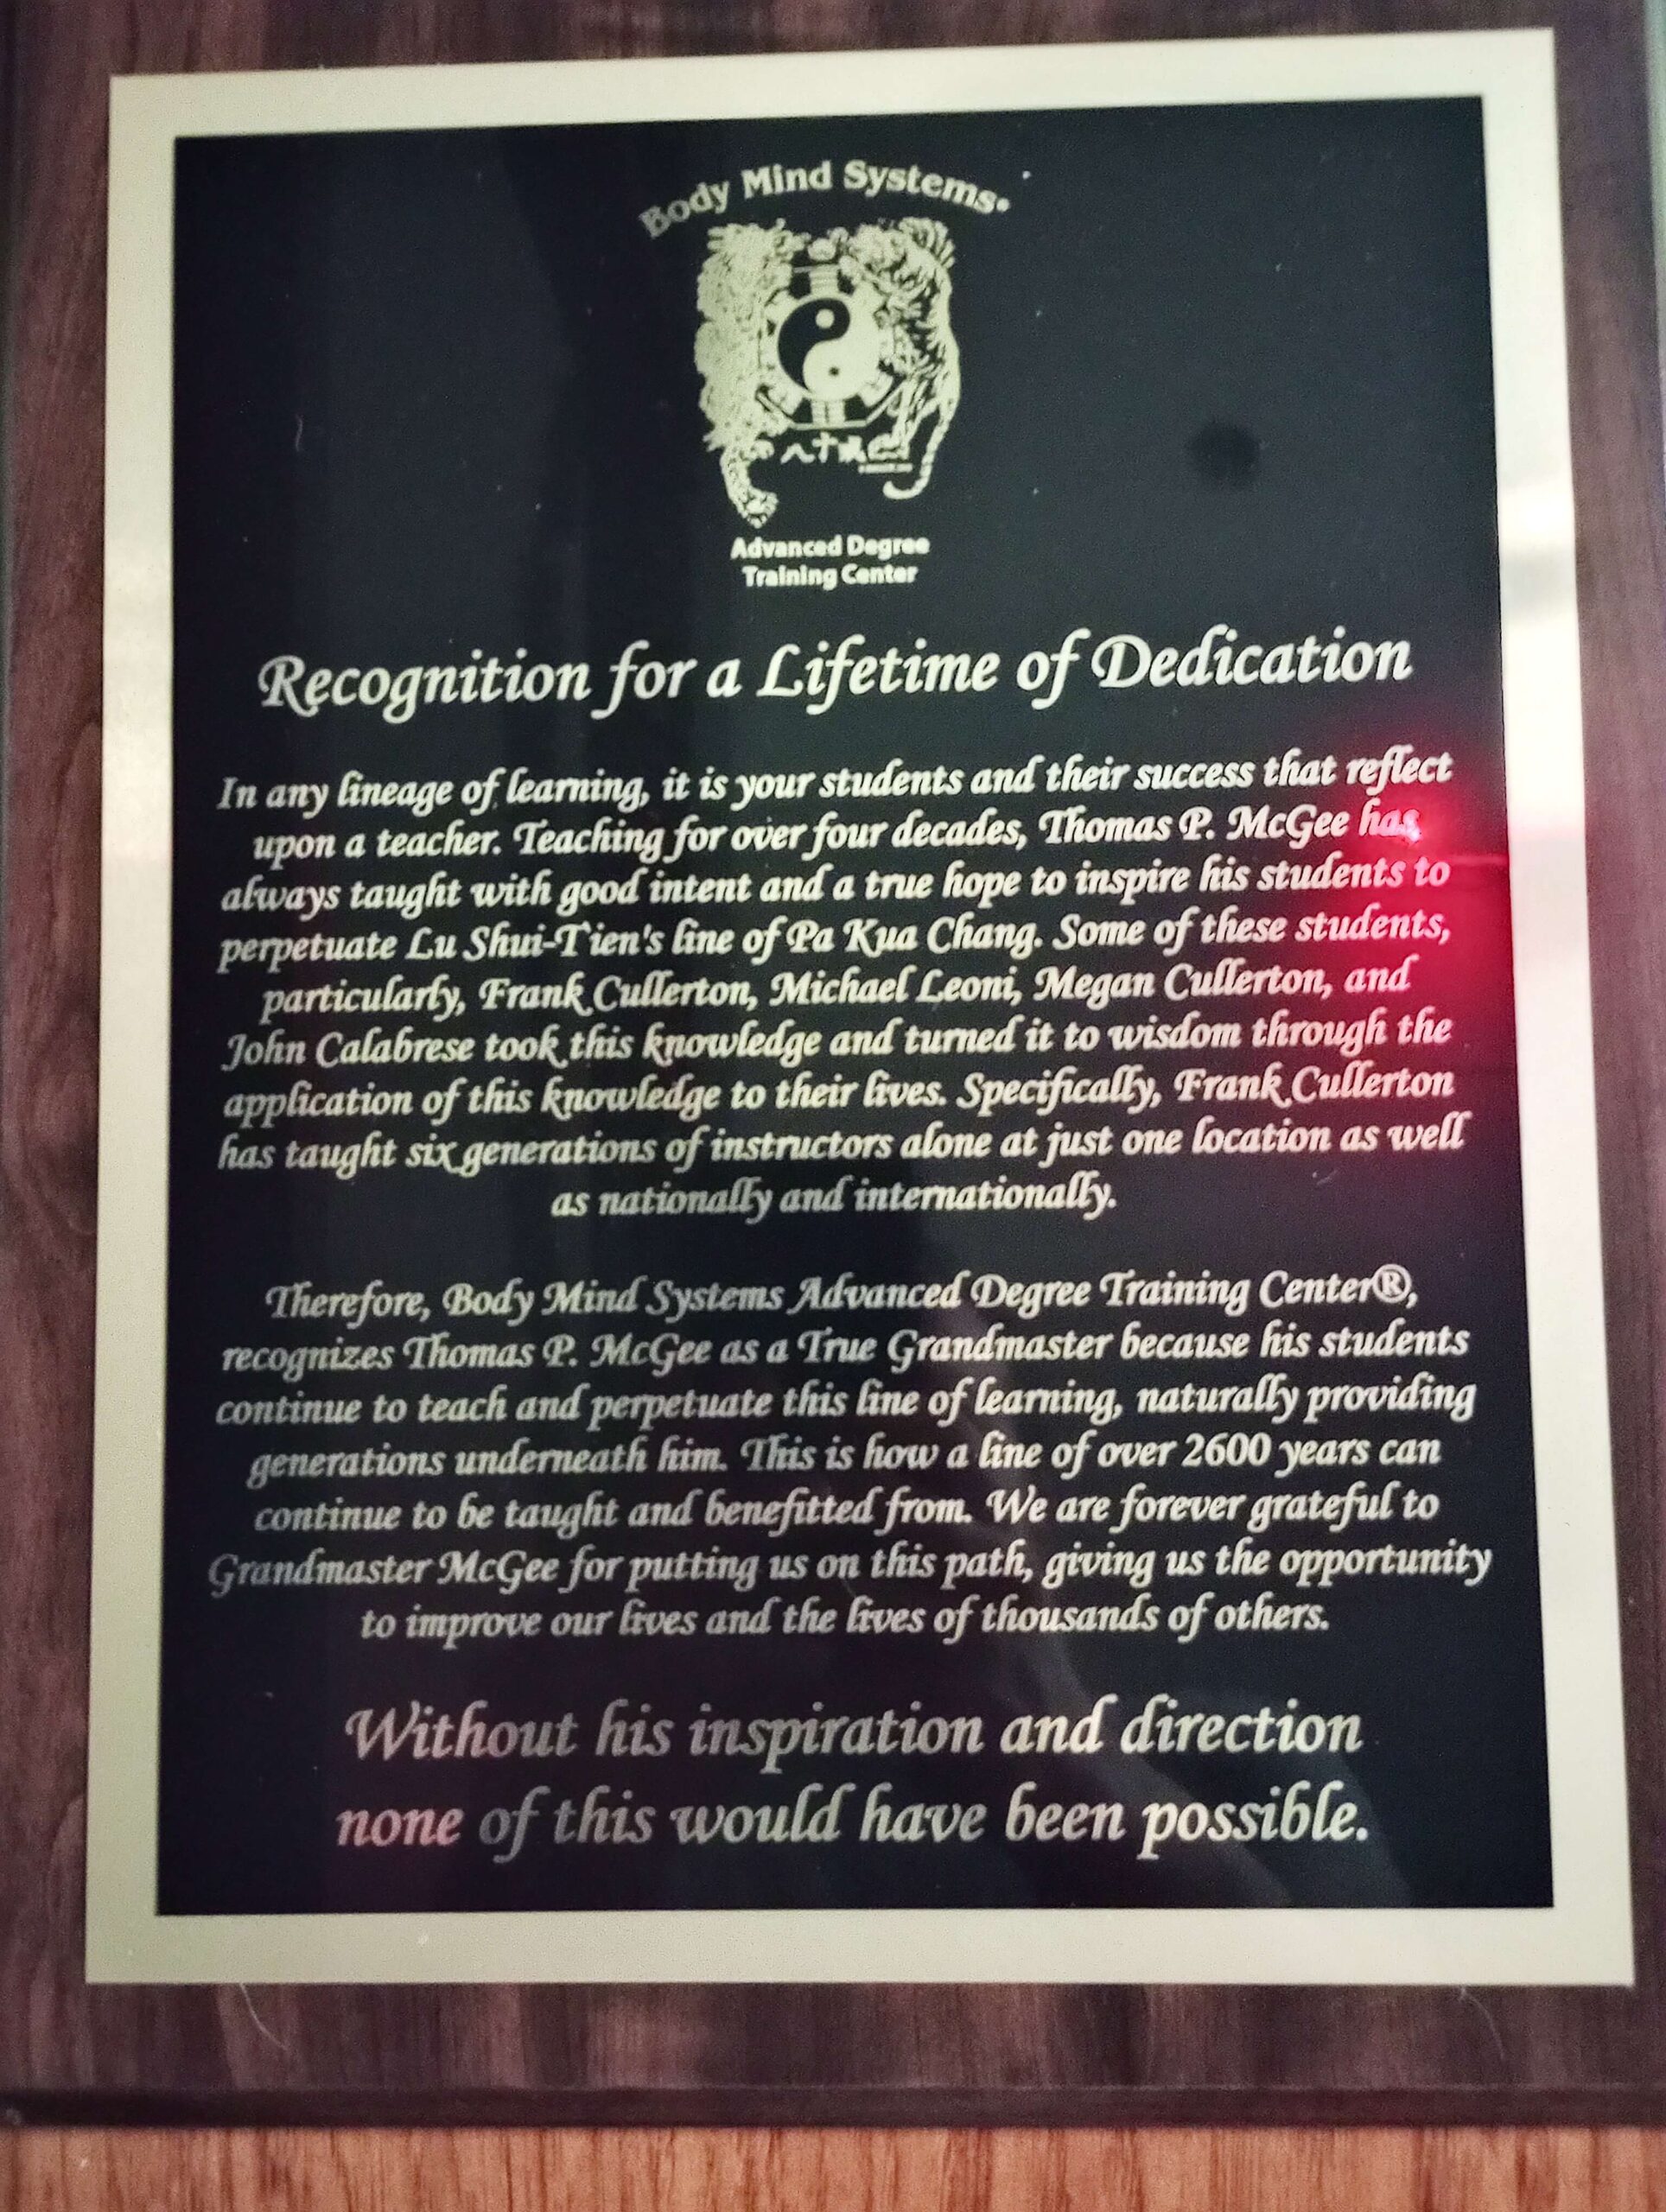 Body Mind Systems
Advanced Degree
Training Center
Recognition for a Lifetime of Dedication
In any lineage of learning, it is your students and their success that reflect
upon a teacher. Teaching for over four decades, Thomas P. McGee has
always taught with good intent and a true hope to inspire his students to
perpetuate Lu Shui-T'ien's line of Pa Kua Chang. Some of these students,
particularly, Frank Cullerton, Michael Leoni, Megan Cullerton, and
John Calabrese took this knowledge and turned it to wisdom through the
application of this knowledge to their lives. Specifically, Frank Cullerton
has taught six generations of instructors alone at just one location as well
as nationally and internationally.
Therefore, Body Mind Systems Advanced Degree Training Center®,
recognizes Thomas P. McGee as a True Grandmaster because his students
continue to teach and perpetuate this line of learning, naturally providing
generations underneath him. This is how a line of over 2600 years can
continue to be taught and benefitted from. We are forever grateful to
Grandmaster McGee for putting us on this path, giving us the opportunity
to improve our lives and the lives of thousands of others.
Without his inspiration and direction
none of this would have been possible.